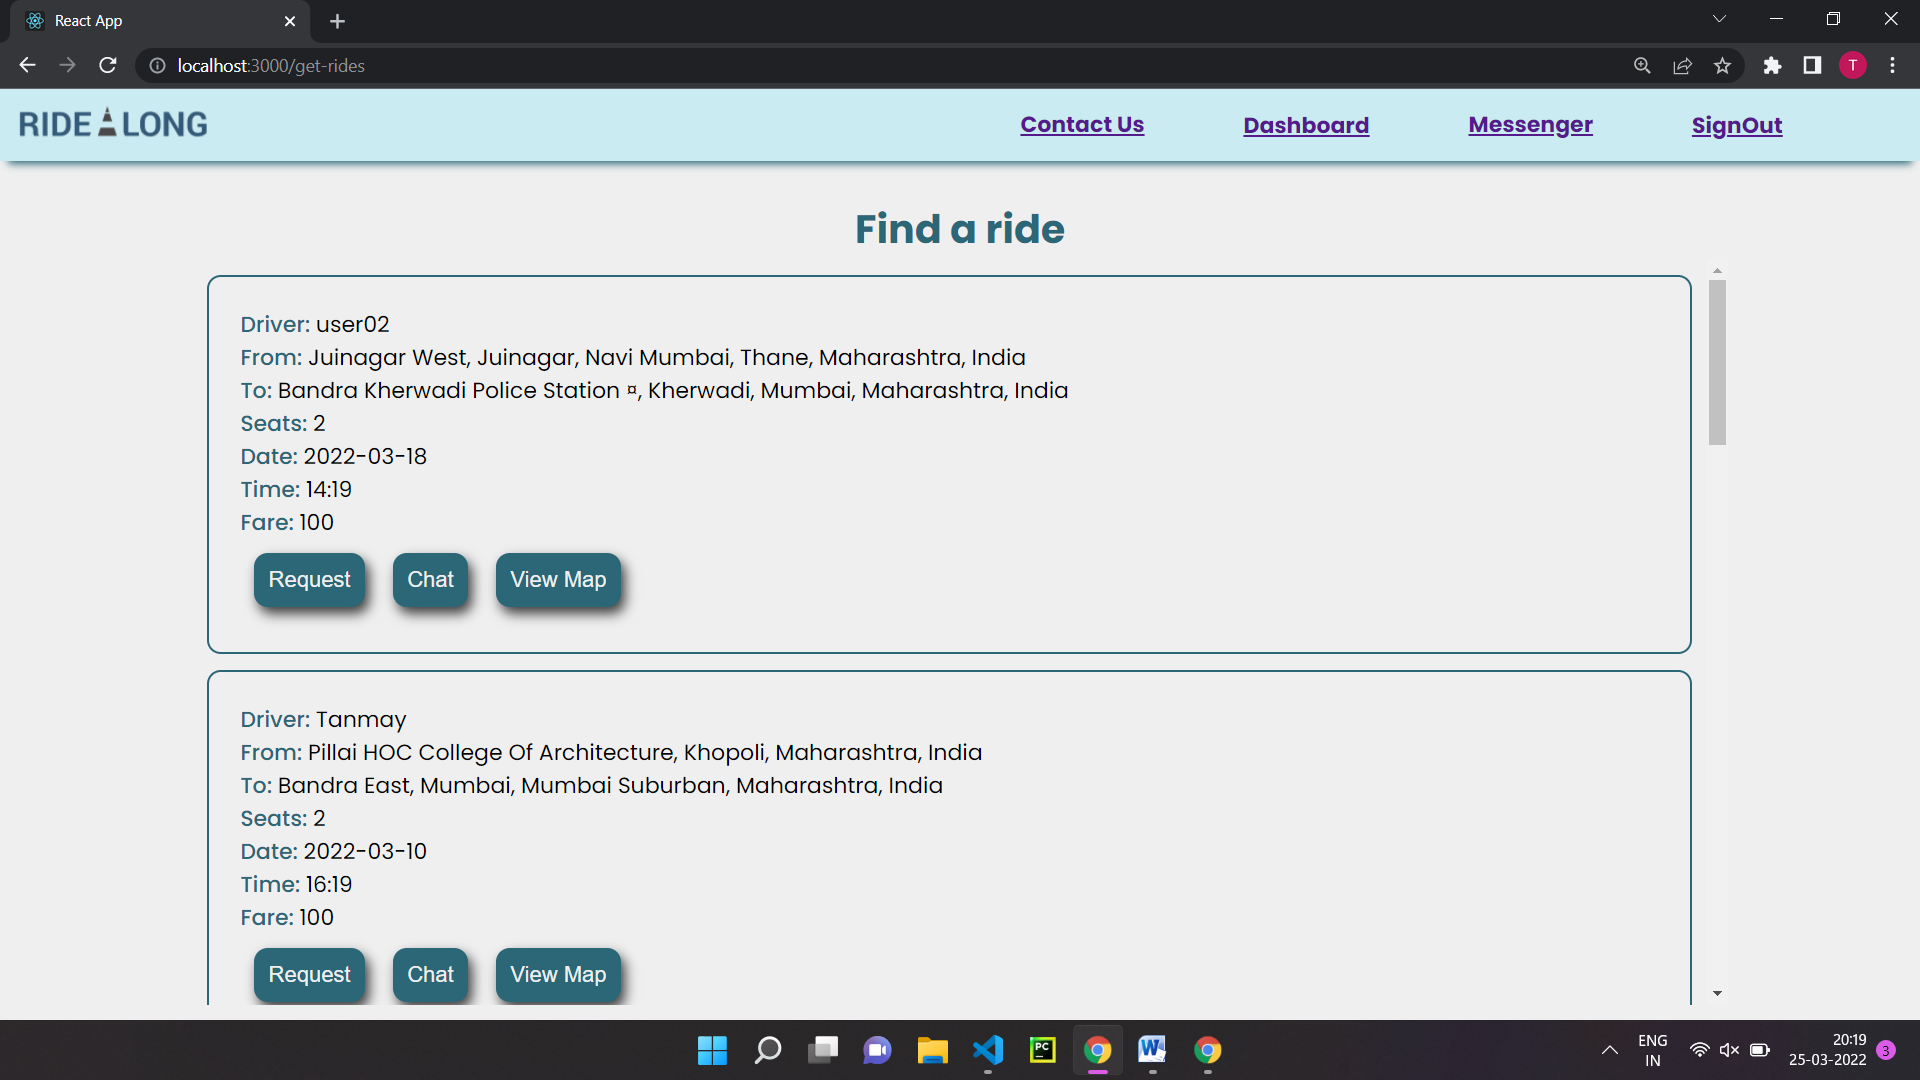 React App
localhost:3000/get-rides
T
RIDE LONG
Contact Us
Dashboard
Messenger
SignOut
Find a ride
Driver: user02
From: Juinagar West, Juinagar, Navi Mumbai, Thane, Maharashtra, India
To: Bandra Kherwadi Police Station ¤, Kherwadi, Mumbai, Maharashtra, India
Seats: 2
Date: 2022-03-18
Time: 14:19
Fare: 100
Request
Chat
View Map
Driver: Tanmay
From: Pillai HOC College Of Architecture, Khopoli, Maharashtra, India
To: Bandra East, Mumbai, Mumbai Suburban, Maharashtra, India
Seats: 2
Date: 2022-03-10
Time: 16:19
Fare: 100
Request
Chat
View Map
PC
W
ENG
IN
20:19
25-03-2022
3